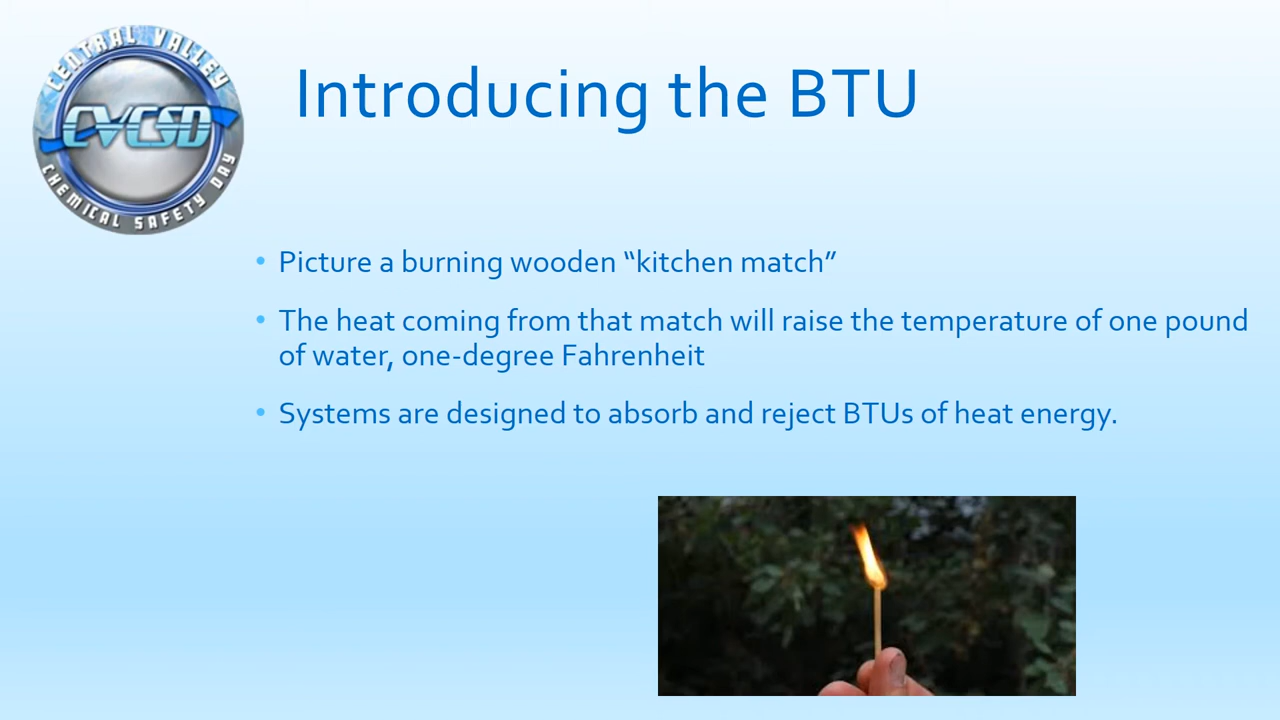 CENTRAL VALLEY
CVCSD
CHEMICAL SAFETY DAY
Introducing the BTU
• Picture a burning wooden “kitchen match”
• The heat coming from that match will raise the temperature of one pound
of water, one-degree Fahrenheit
• Systems are designed to absorb and reject BTUs of heat energy.